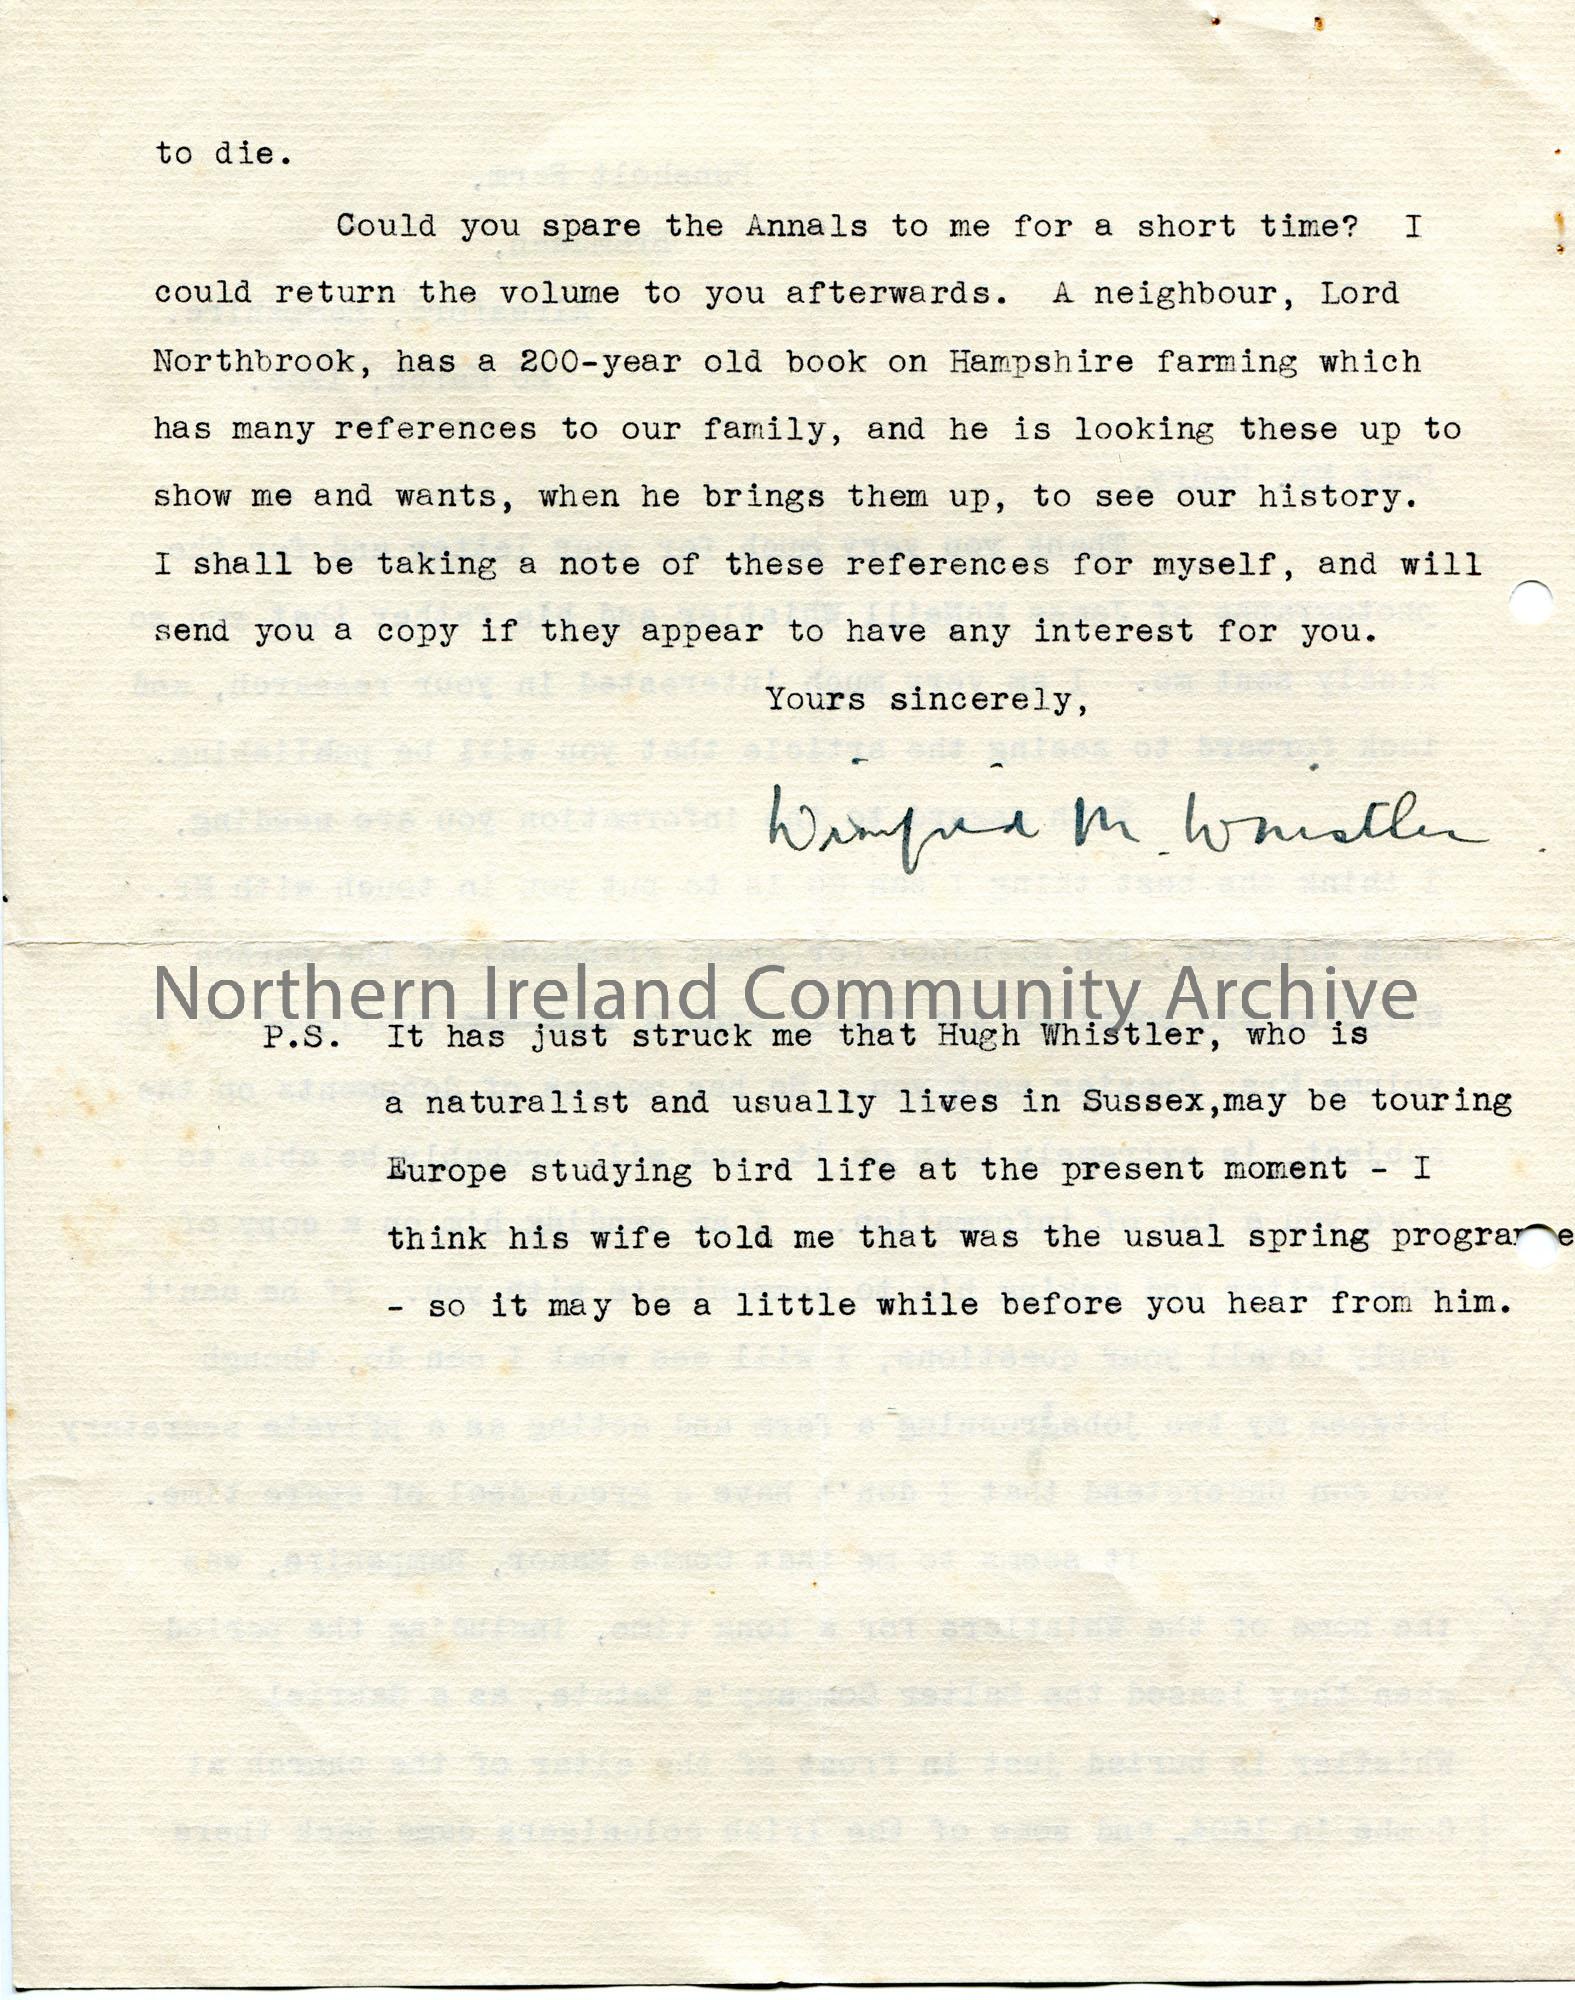 to die.
Could you spare the Annals to me for a short time? I
could return the volume to you afterwards. A neighbour, Lord
Northbrook, has a 200-year old book on Hampshire farming which
has many references to our family, and he is looking these up to
show me and wants, when he brings them up, to see our history.
I shall be taking a note of these references for myself, and will
send you a copy if they appear to have any interest for you.
Yours sincerely,
Winifred M. Whistler.
Northern Ireland Community Archive
P.S. It has just struck me that Hugh Whistler, who is
a naturalist and usually lives in Sussex,may be touring
Europe studying bird life at the present moment - I
think his wife told me that was the usual spring programme
- so it may be a little while before you hear from him.